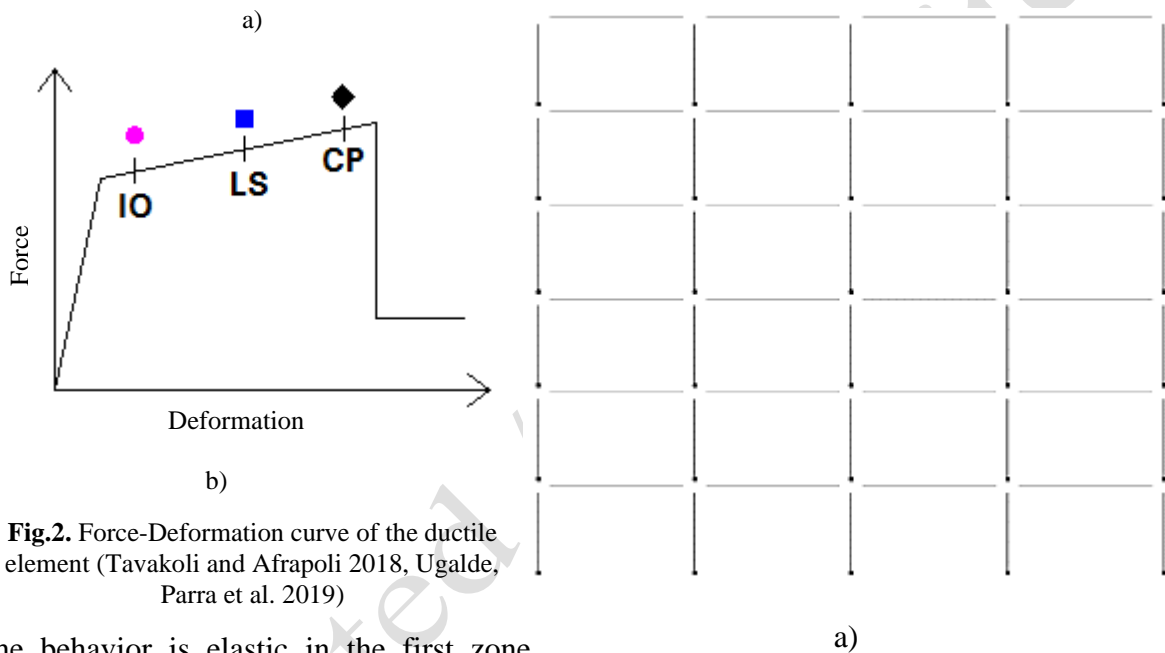 a)
IO
LS
CP
Force
Deformation
b)
Fig.2. Force-Deformation curve of the ductile
element (Tavakoli and Afrapoli 2018, Ugalde,
Parra et al. 2019)
behavior is elastic in the first zone
a)